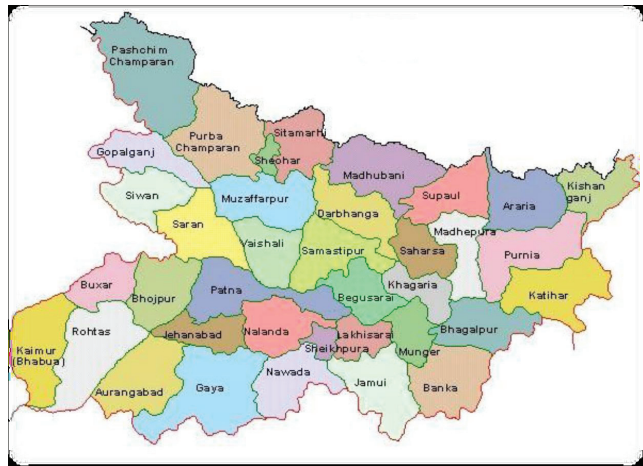 Pashchim
Champaran
Purba
Champaran
Sitamarhi
Sheohar
Gopalganj
Madhubani
Kishan
ganj
Siwan
Muzaffarpur
Supaul
Araria
Darbhanga
Saran
Madhepura
Vaishali
Samastipur
Saharsa
Purnia
Buxar
Bhojpur
Patna
Khagaria
Begusarai
Katihar
Rohtas
Jehanabad
Nalanda
Lakhisarai
Bhagalpur
Sheikhpura
Munger
Kaimur
(Bhabua)
Aurangabad
Gaya
Nawada
Jamui
Banka